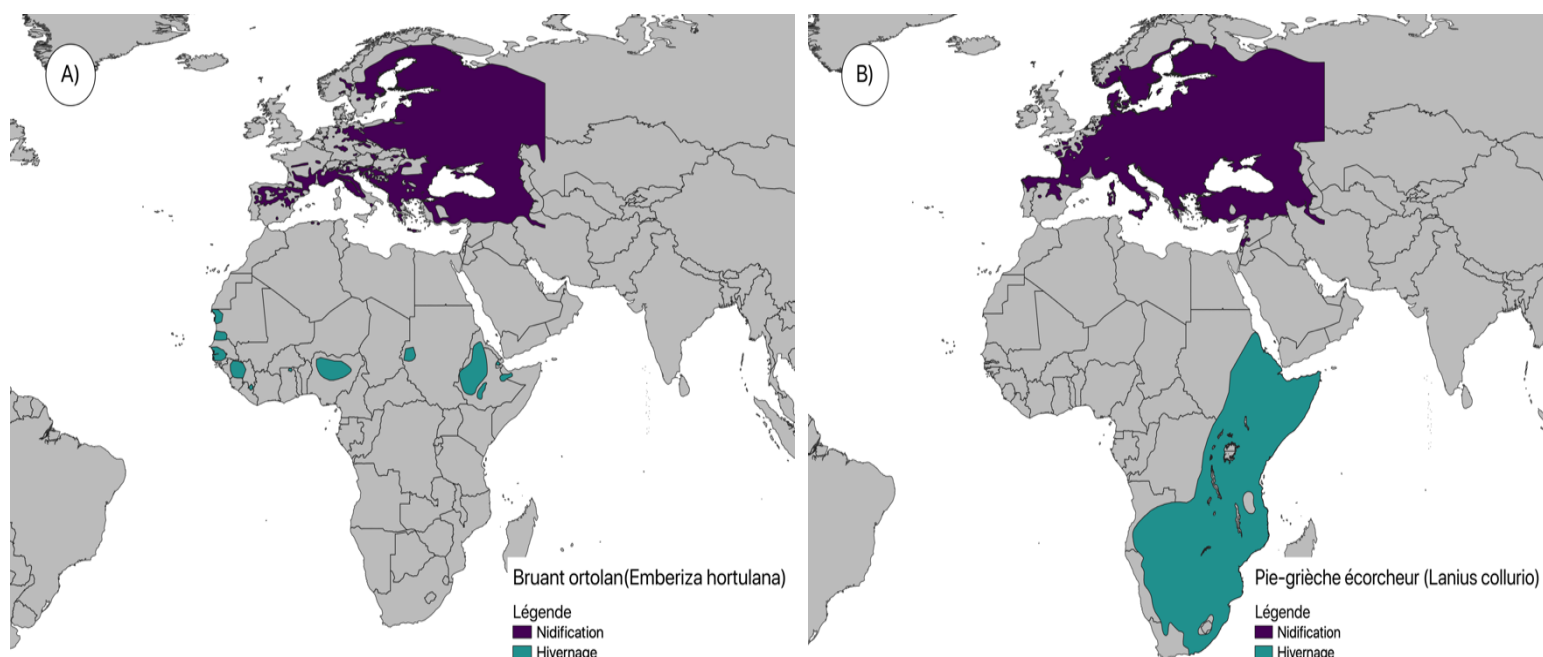 A)
Bruant ortolan(Emberiza hortulana)
Légende
Nidification
Hivernage
B)
Pie-grièche écorcheur (Lanius collurio)
Légende
Nidification
Hivernage